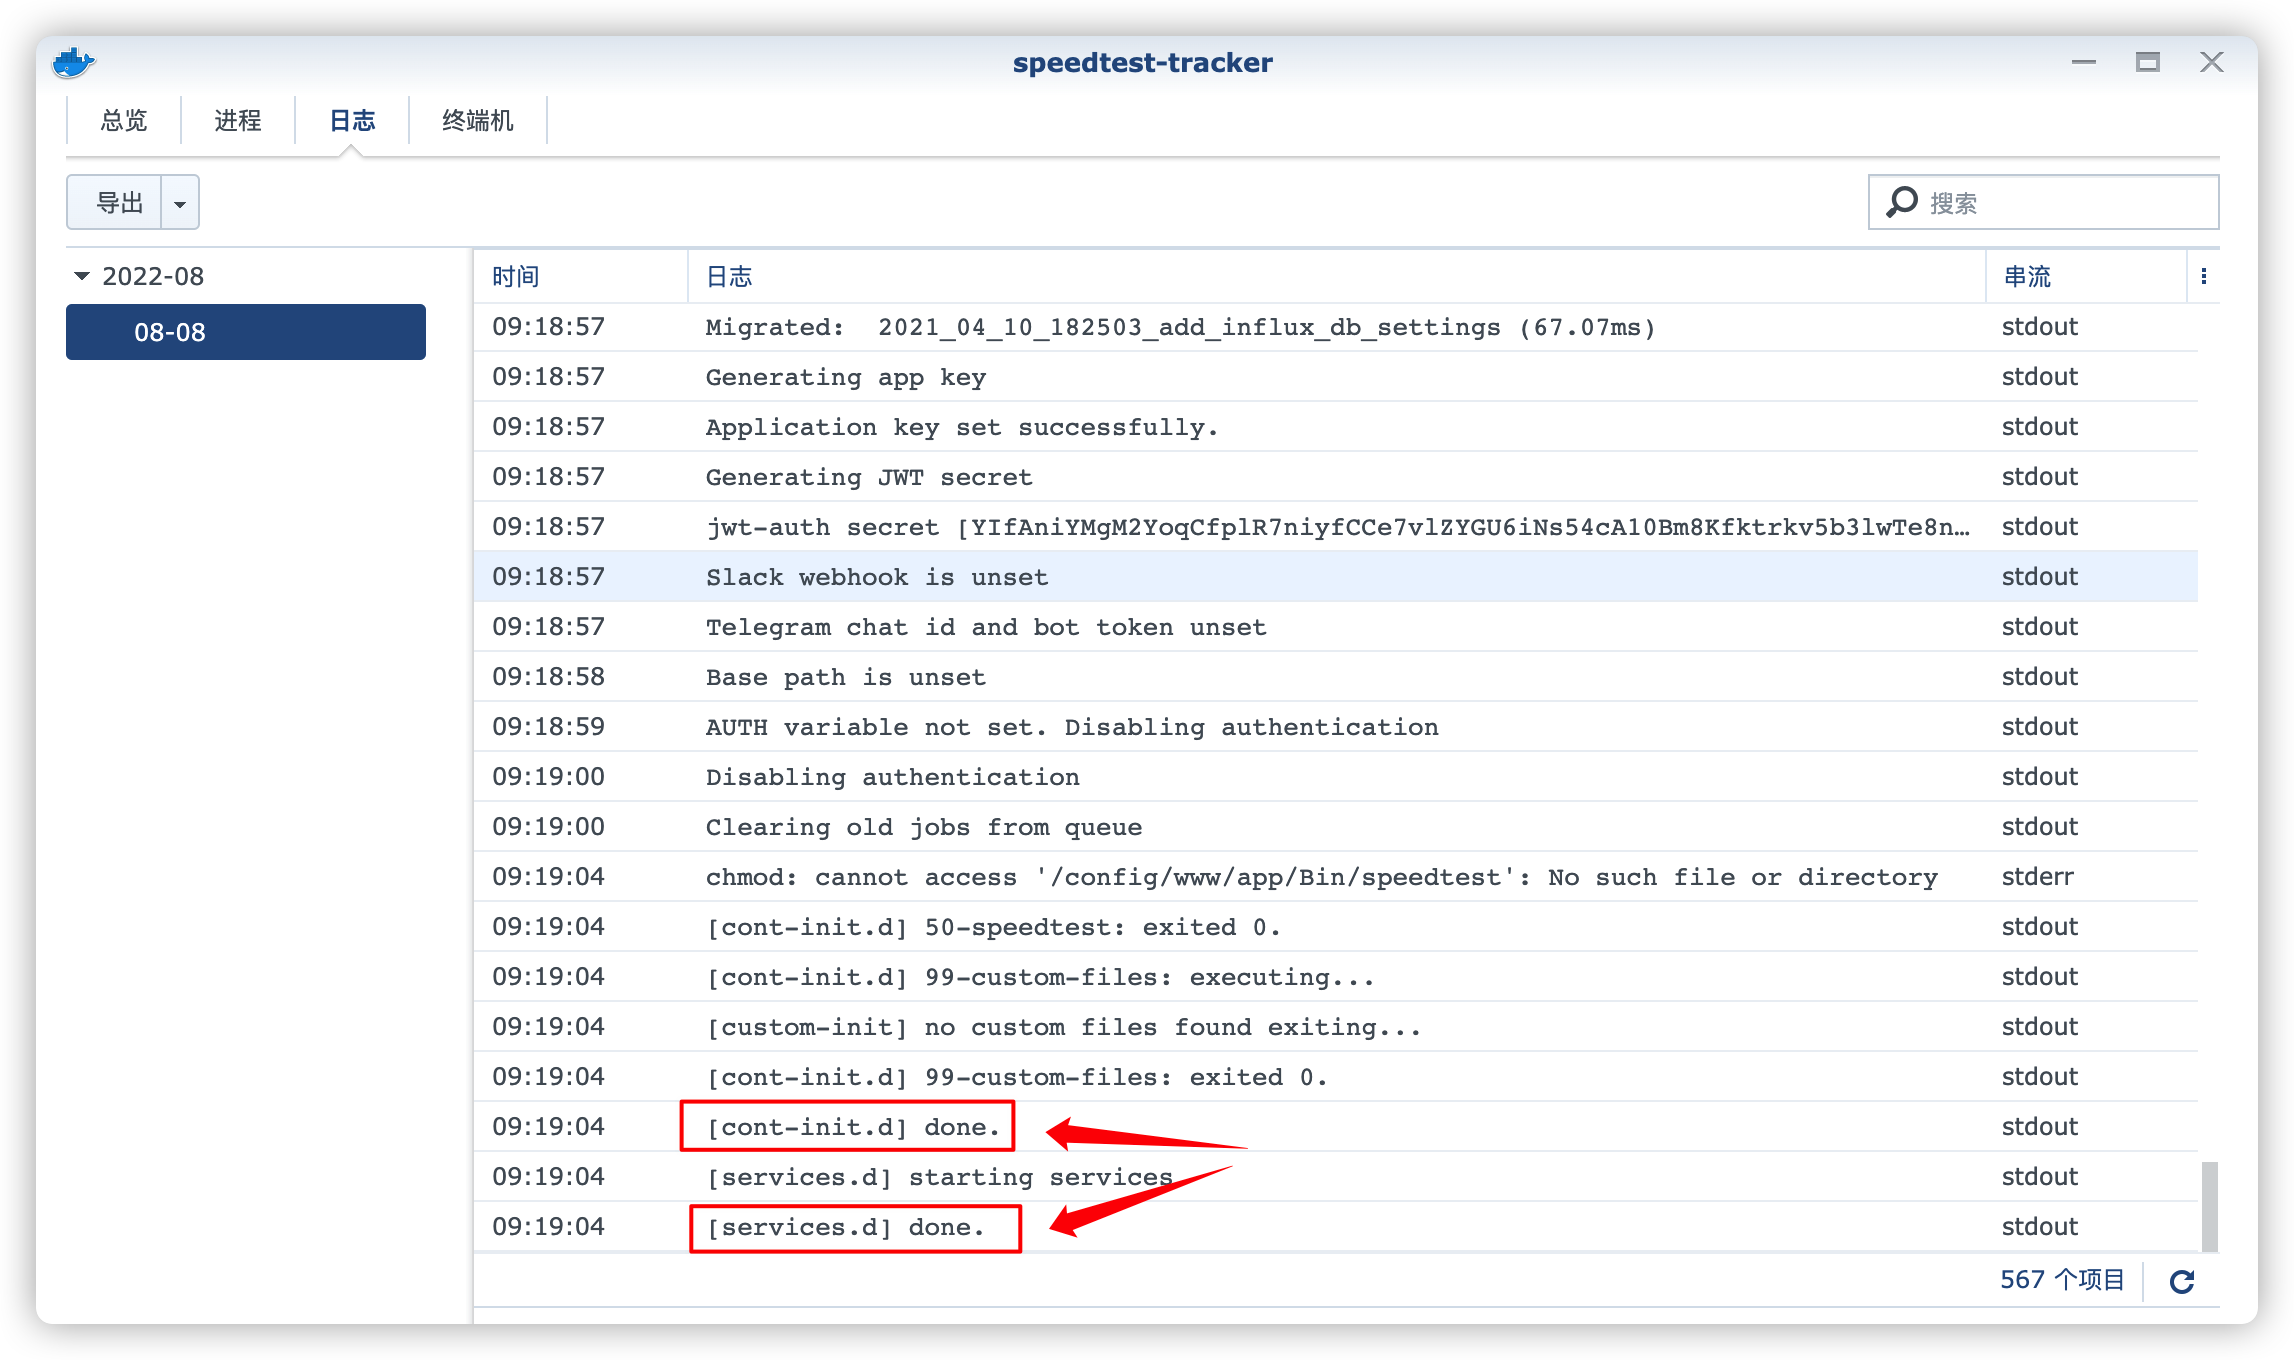 speedtest-tracker
总览 进程 日志 终端机
导出 搜索
2022-08
08-08
时间 日志 串流
09:18:57 Migrated: 2021_04_10_182503_add_influx_db_settings (67.07ms) stdout
09:18:57 Generating app key stdout
09:18:57 Application key set successfully. stdout
09:18:57 Generating JWT secret stdout
09:18:57 jwt-auth secret [YIfAniYMgM2YoqCfplR7niyfCCe7vlZYGU6iNs54cA10Bm8Kfktrkv5b3lwTe8n… stdout
09:18:57 Slack webhook is unset stdout
09:18:57 Telegram chat id and bot token unset stdout
09:18:58 Base path is unset stdout
09:18:59 AUTH variable not set. Disabling authentication stdout
09:19:00 Disabling authentication stdout
09:19:00 Clearing old jobs from queue stdout
09:19:04 chmod: cannot access '/config/www/app/Bin/speedtest': No such file or directory stderr
09:19:04 [cont-init.d] 50-speedtest: exited 0. stdout
09:19:04 [cont-init.d] 99-custom-files: executing... stdout
09:19:04 [custom-init] no custom files found exiting... stdout
09:19:04 [cont-init.d] 99-custom-files: exited 0. stdout
09:19:04 [cont-init.d] done. stdout
09:19:04 [services.d] starting services stdout
09:19:04 [services.d] done. stdout
567 个项目